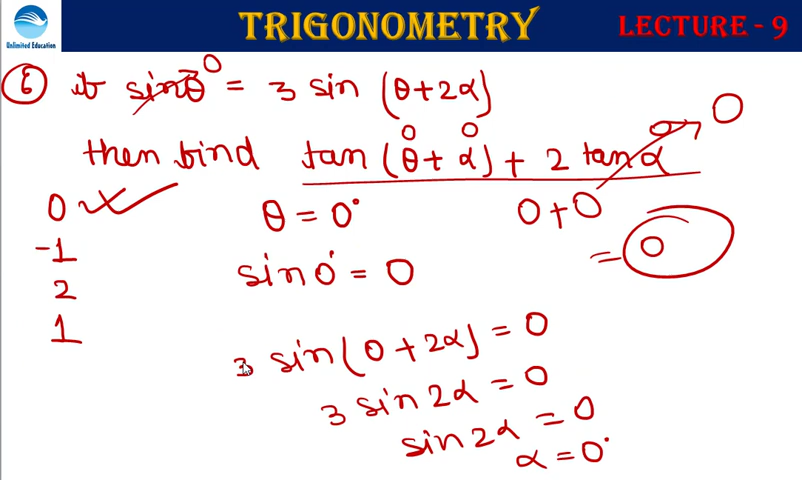 Unlimited Education
TRIGONOMETRY
LECTURE - 9
⑥ if sinθ = 3 sin (θ+2α)
0
then find tan (θ + α) + 2 tanα
0 0 0 0
0 ✓
-1
2
1
θ = 0°
0+0
= 0
sin 0° = 0
3 sin(0 + 2α) = 0
3 sin 2α = 0
sin 2α = 0
α = 0°